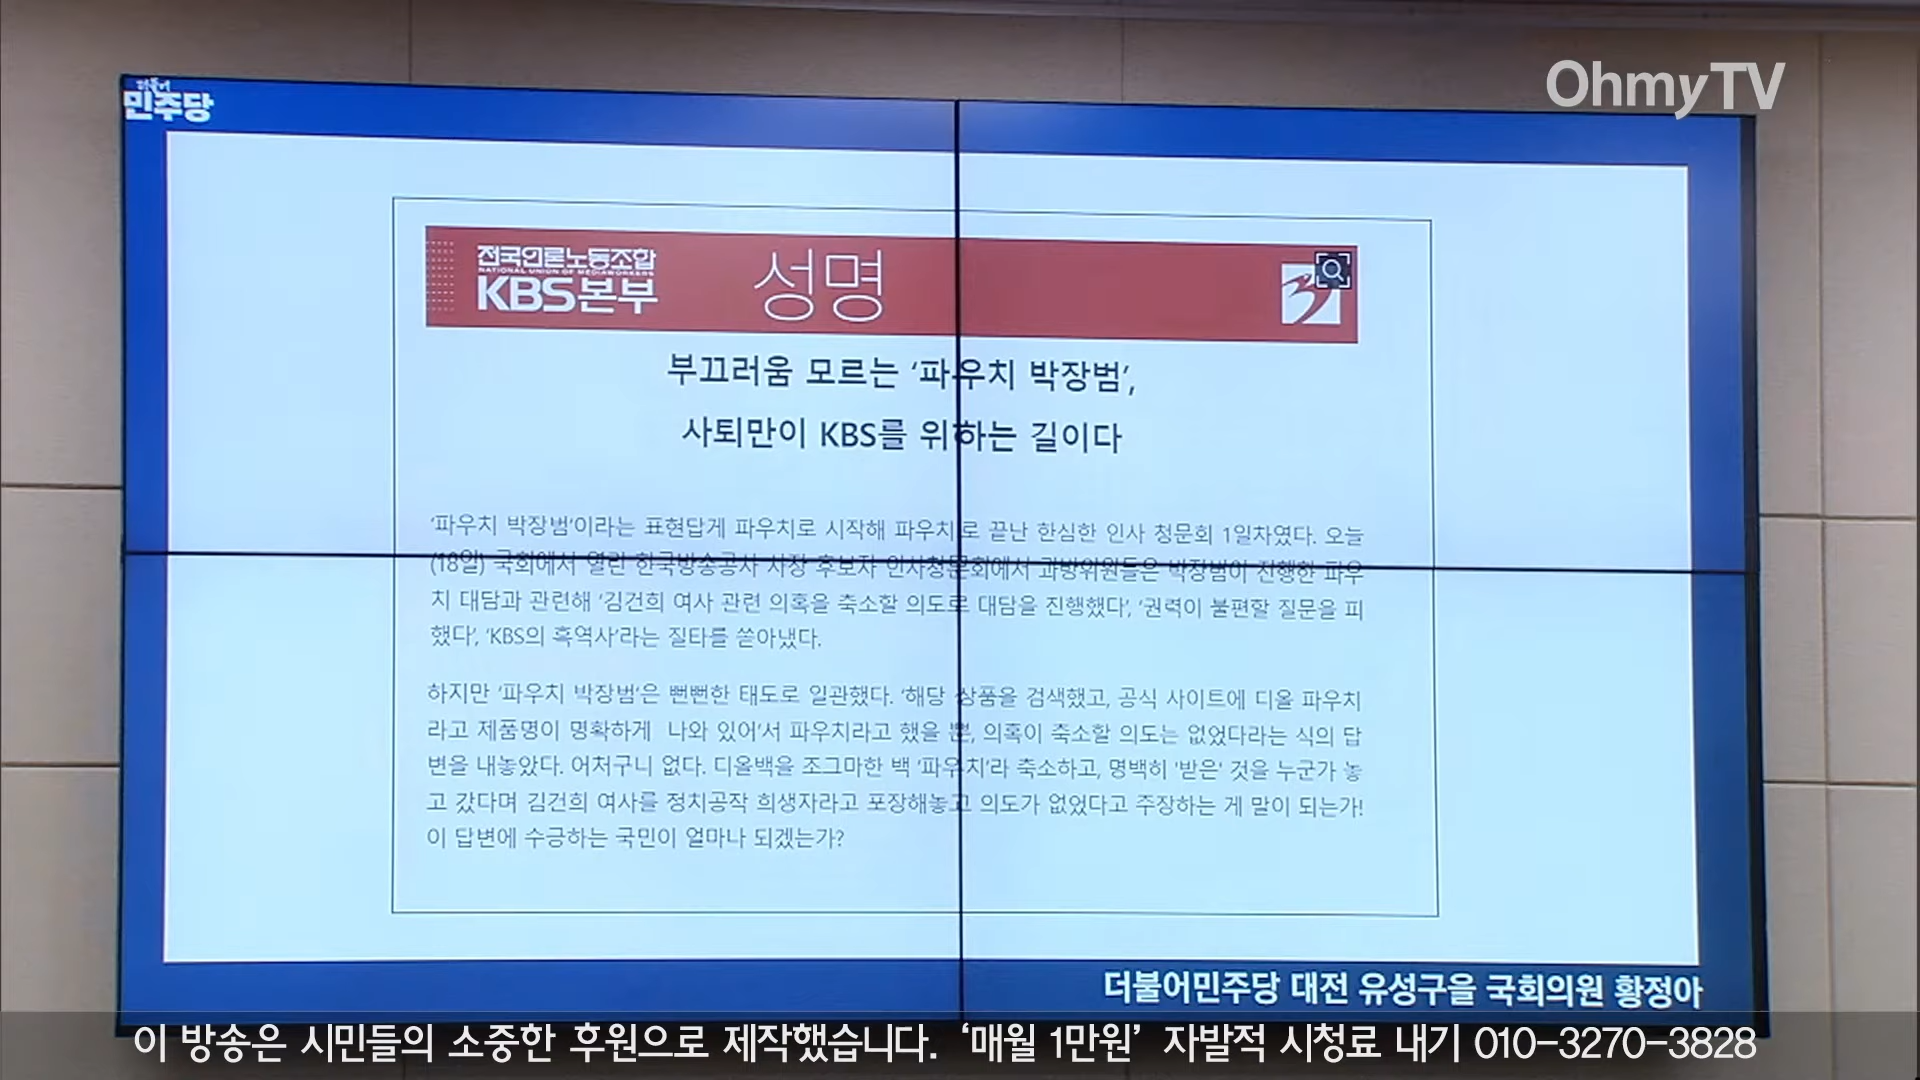 더불어
민주당
OhmyTV
전국언론노동조합
NATIONAL UNION OF MEDIAWORKERS
KBS본부
성명
부끄러움 모르는 ‘파우치 박장범’,
사퇴만이 KBS를 위하는 길이다
‘파우치 박장범’이라는 표현답게 파우치로 시작해 파우치로 끝난 한심한 인사 청문회 1일차였다. 오늘
(18일) 국회에서 열린 한국방송공사 사장 후보자 인사청문회에서 과방위원들은 박장범이 진행한 파우
치 대담과 관련해 ‘김건희 여사 관련 의혹을 축소할 의도로 대담을 진행했다’, ‘권력이 불편할 질문을 피
했다’, ‘KBS의 흑역사’라는 질타를 쏟아냈다.
하지만 ‘파우치 박장범‘은 뻔뻔한 태도로 일관했다. ‘해당 상품을 검색했고, 공식 사이트에 디올 파우치
라고 제품명이 명확하게 나와 있어‘서 파우치라고 했을 뿐, 의혹이 축소할 의도는 없었다라는 식의 답
변을 내놓았다. 어처구니 없다. 디올백을 조그마한 백 '파우치'라 축소하고, 명백히 '받은' 것을 누군가 놓
고 갔다며 김건희 여사를 정치공작 희생자라고 포장해놓고 의도가 없었다고 주장하는 게 말이 되는가!
이 답변에 수긍하는 국민이 얼마나 되겠는가?
더불어민주당 대전 유성구을 국회의원 황정아
이 방송은 시민들의 소중한 후원으로 제작했습니다. ‘매월 1만원’ 자발적 시청료 내기 010-3270-3828